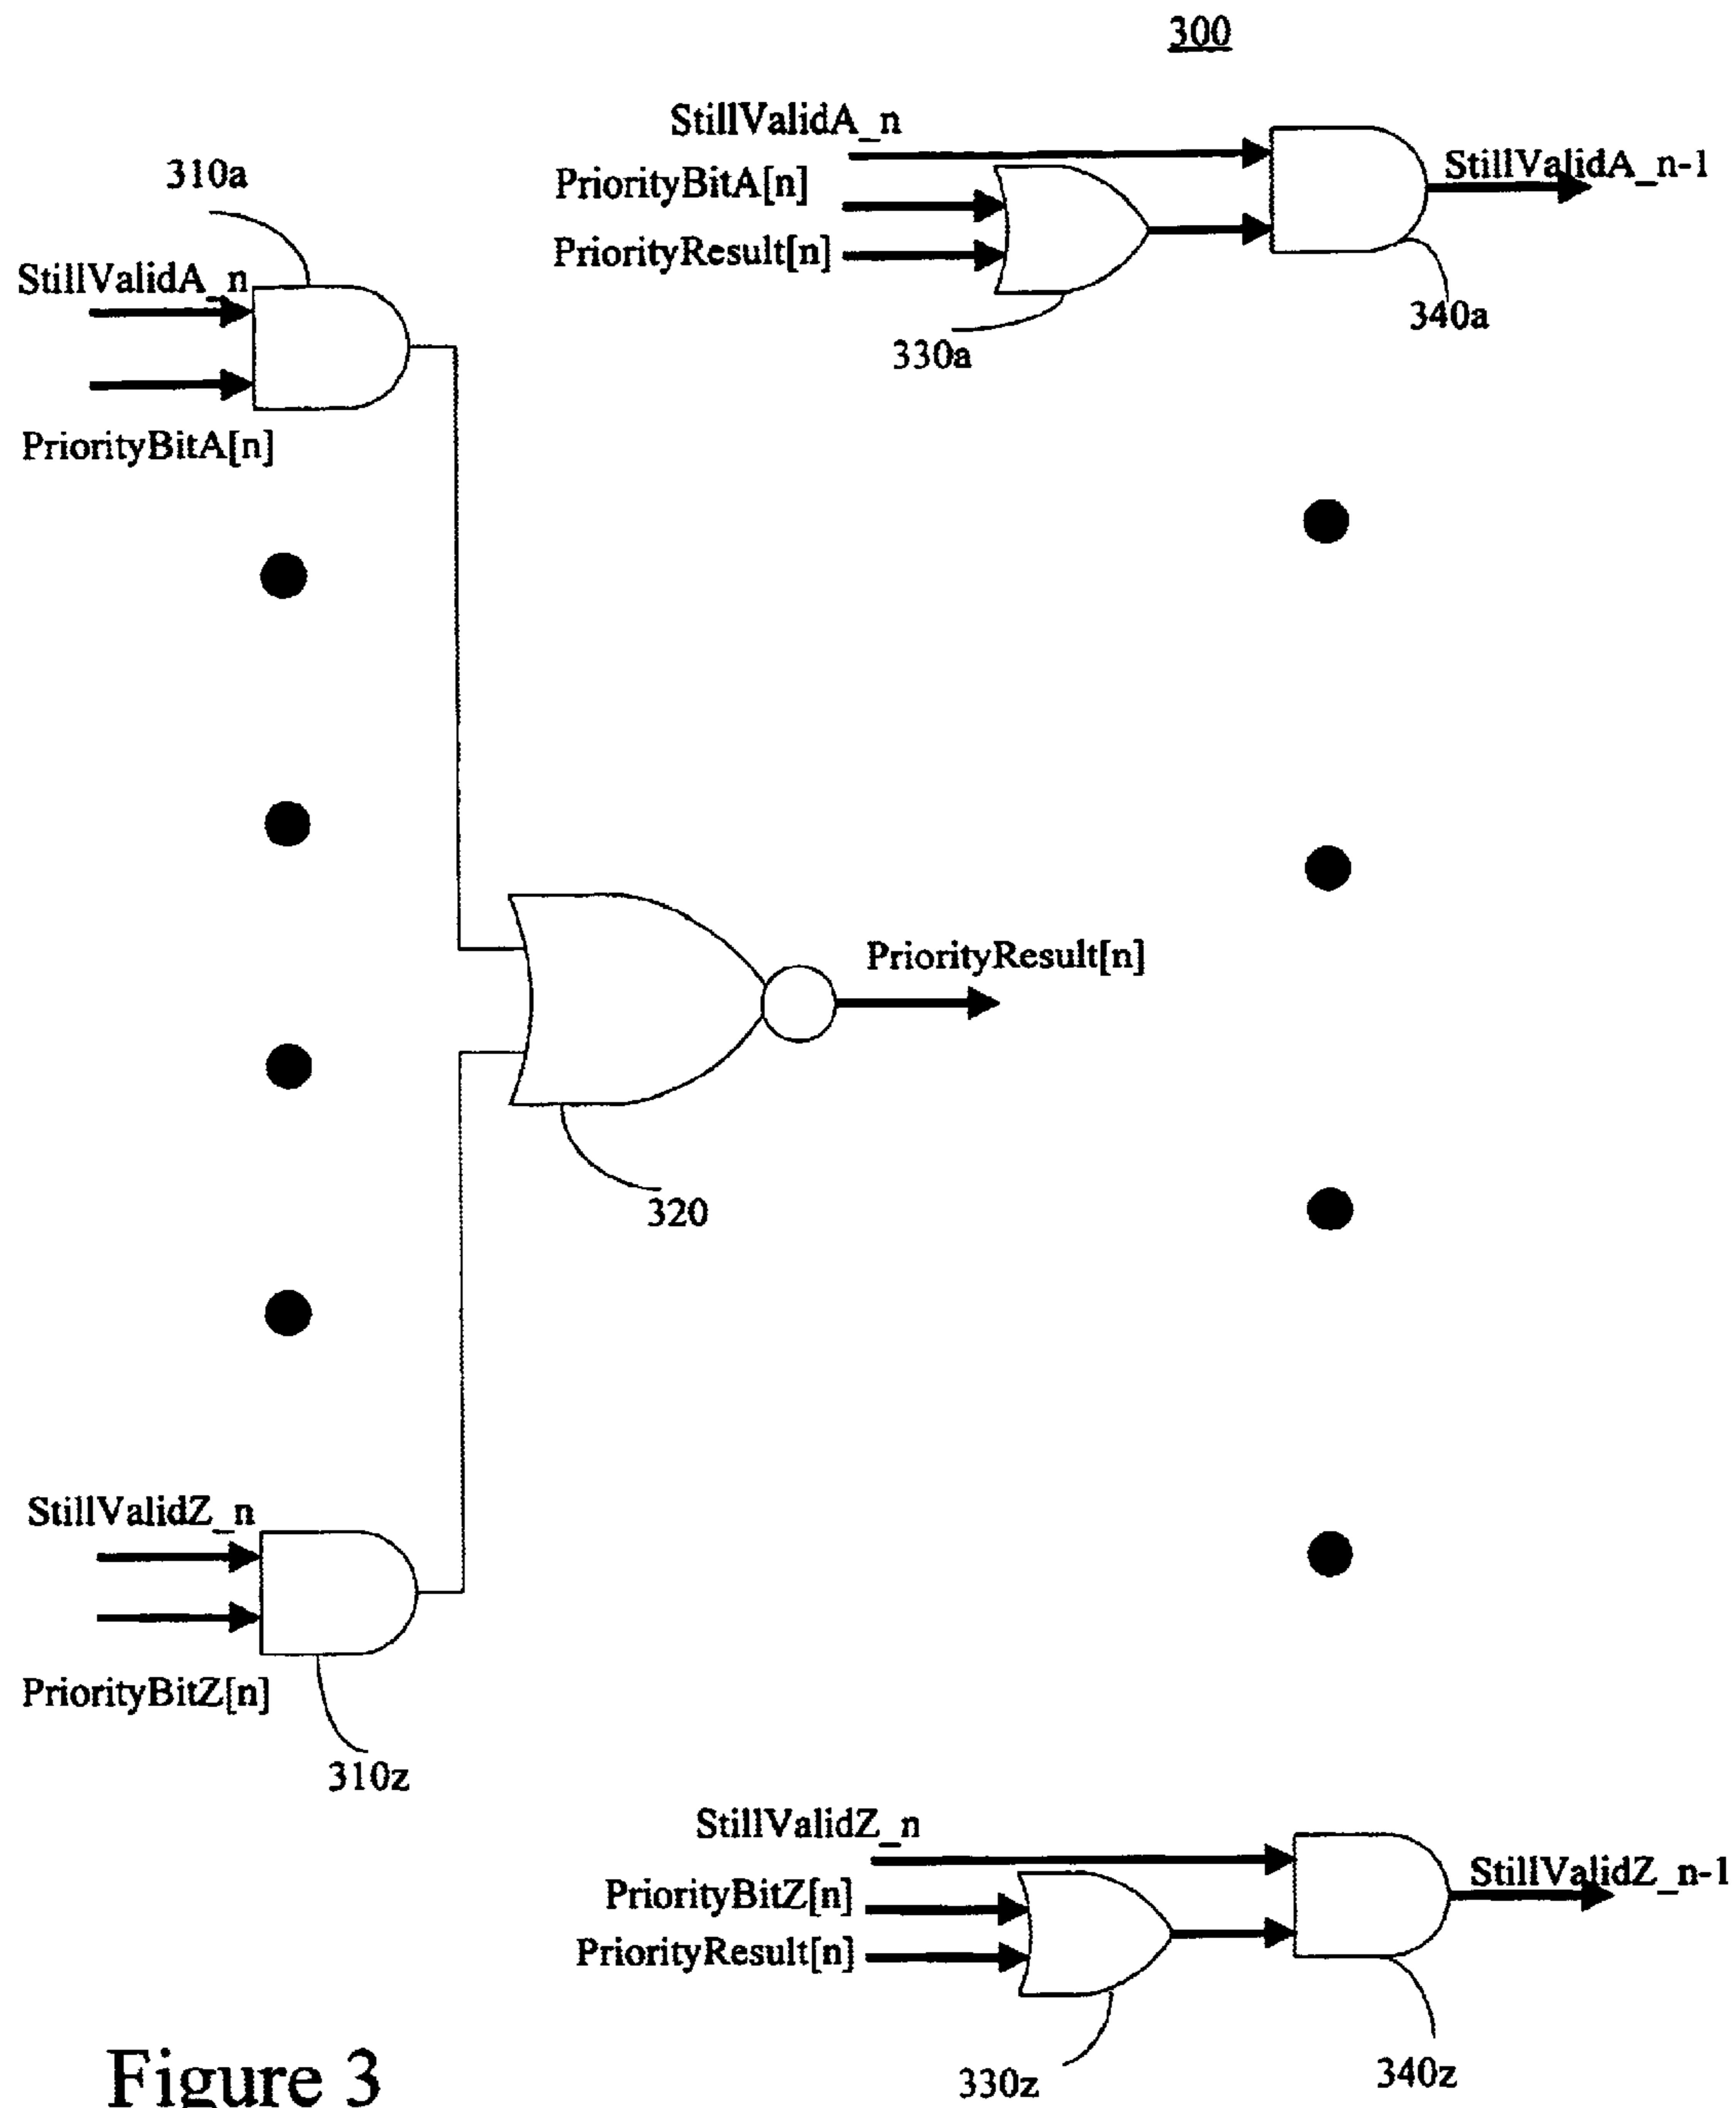 300
StillValidA_n
PriorityBitA[n]
PriorityResult[n]
StillValidA_n-1
330a
340a
310a
StillValidA_n
PriorityBitA[n]
PriorityResult[n]
320
StillValidZ_n
PriorityBitZ[n]
310z
StillValidZ_n
PriorityBitZ[n]
PriorityResult[n]
StillValidZ_n-1
330z
340z
Figure 3